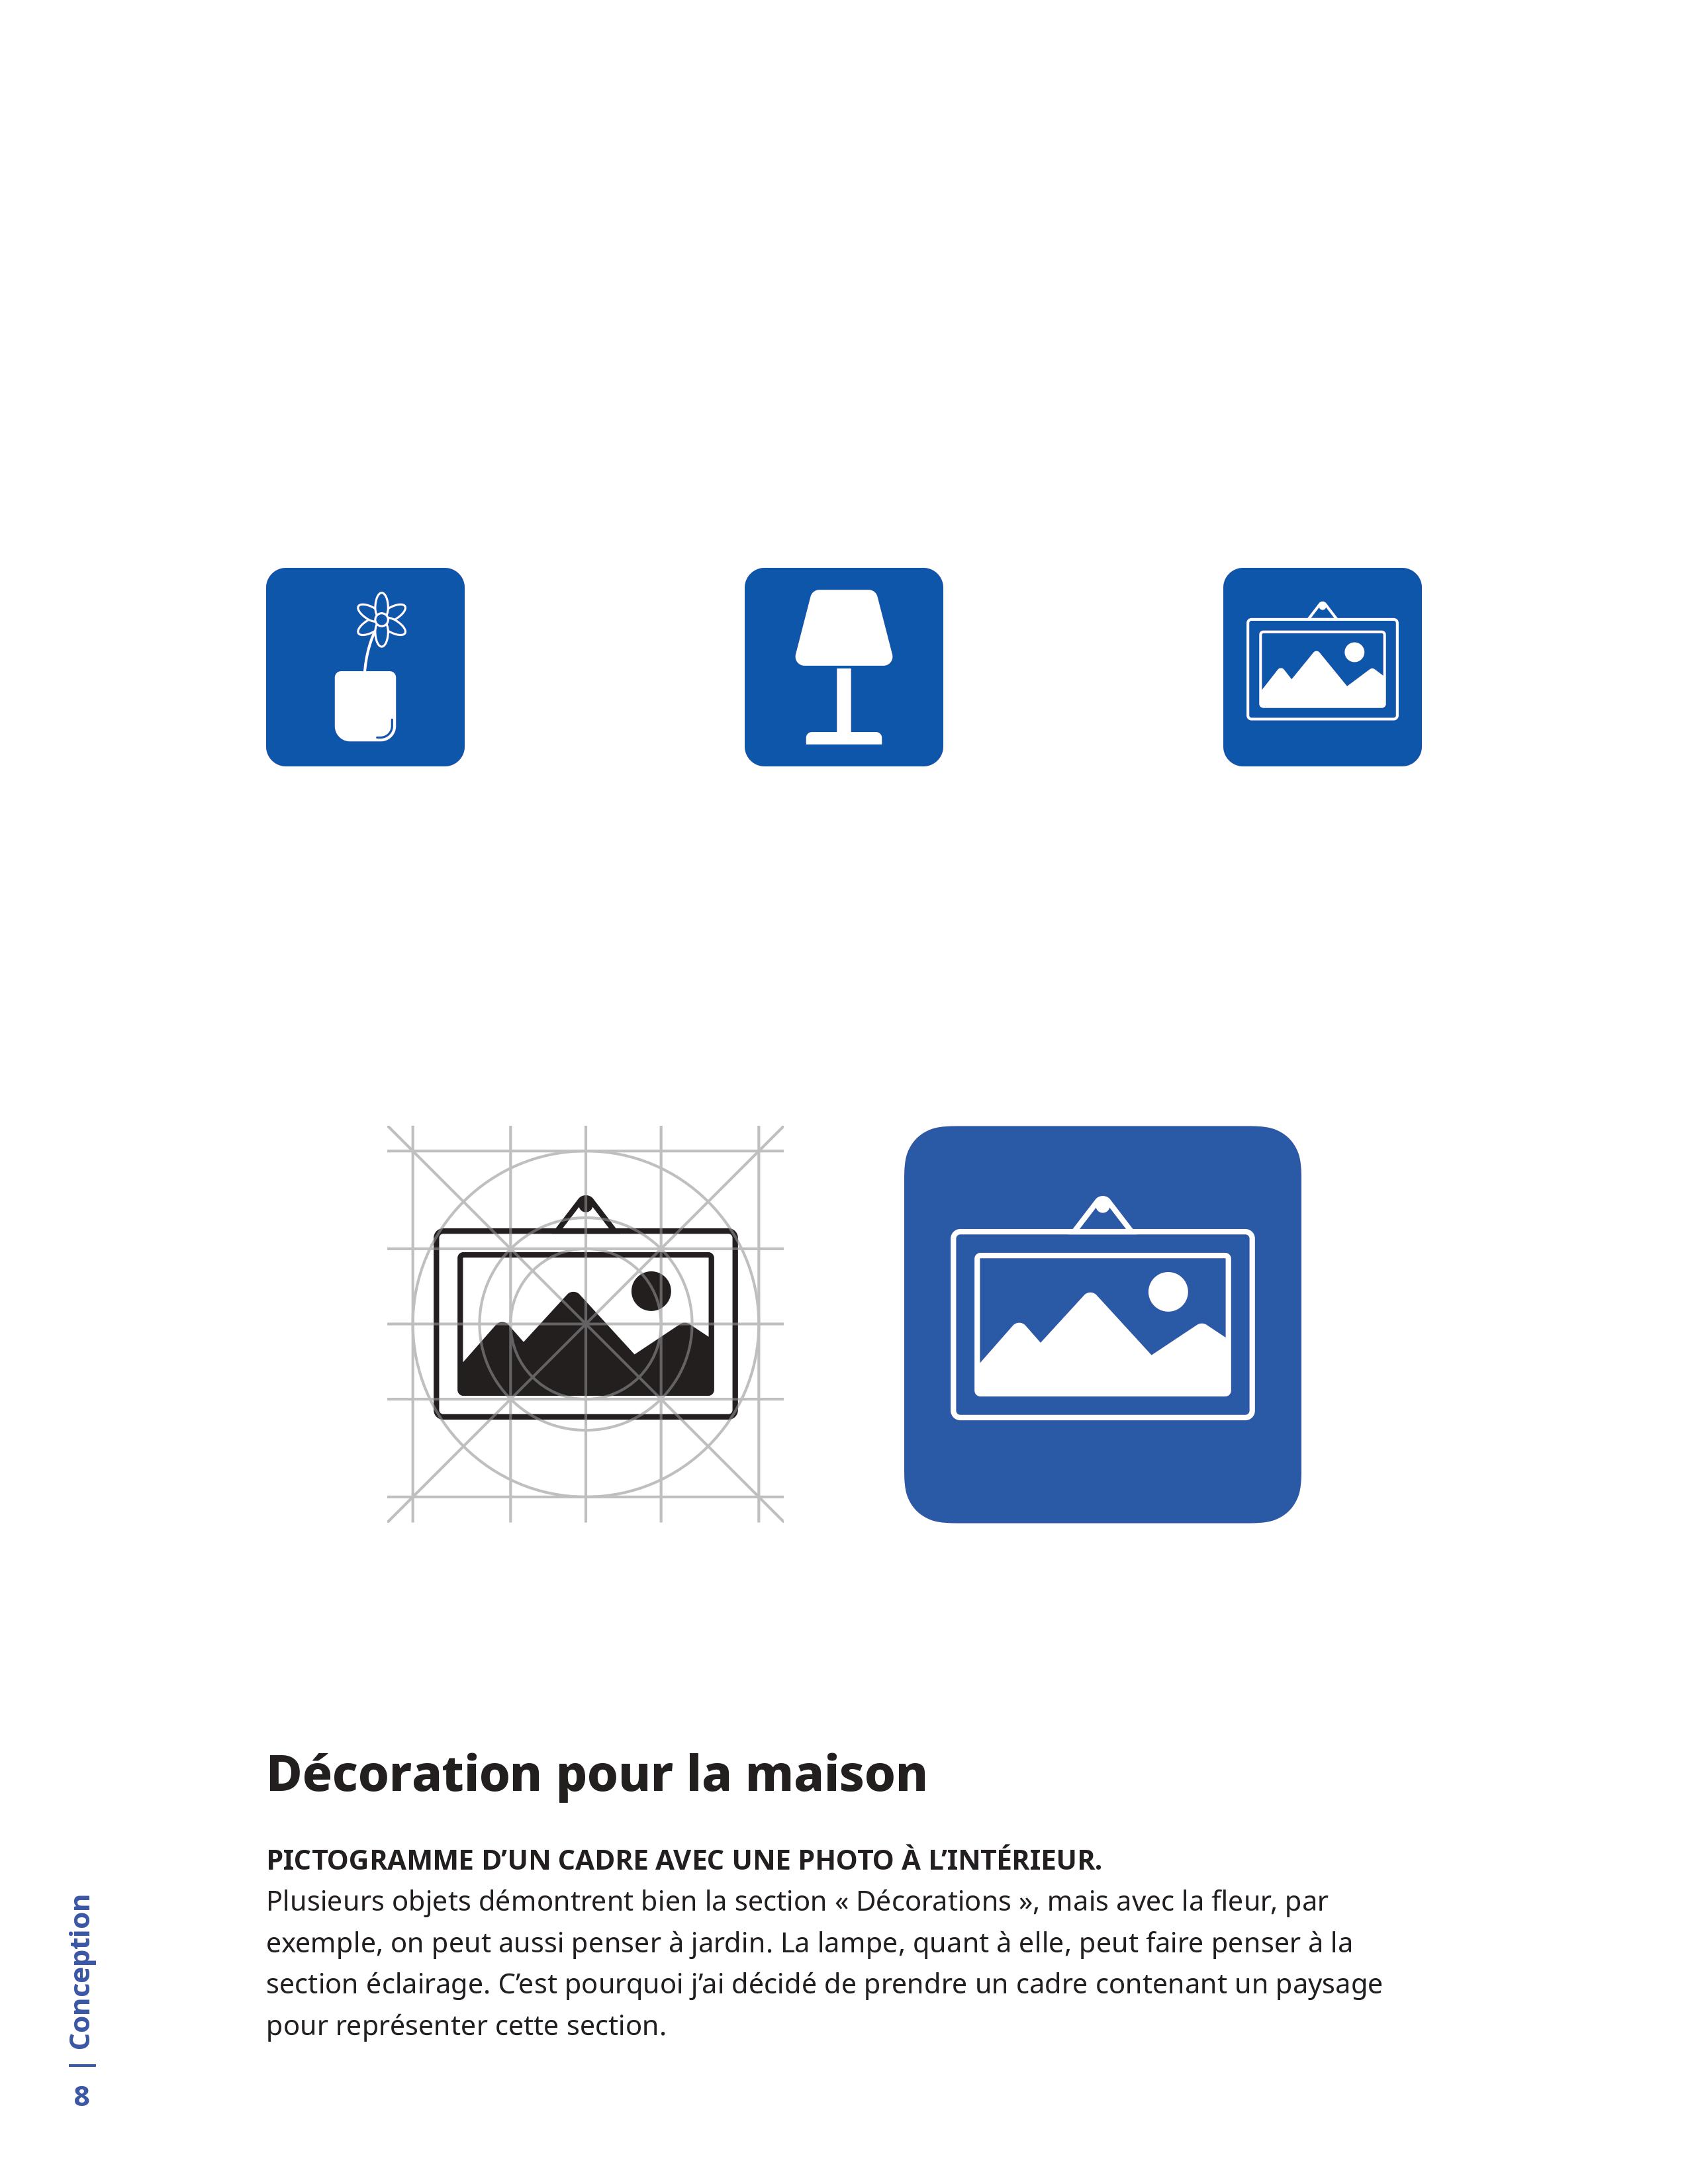 Décoration pour la maison
PICTOGRAMME D’UN CADRE AVEC UNE PHOTO À L’INTÉRIEUR.
Plusieurs objets démontrent bien la section « Décorations », mais avec la fleur, par
exemple, on peut aussi penser à jardin. La lampe, quant à elle, peut faire penser à la
section éclairage. C’est pourquoi j’ai décidé de prendre un cadre contenant un paysage
pour représenter cette section.
8 | Conception